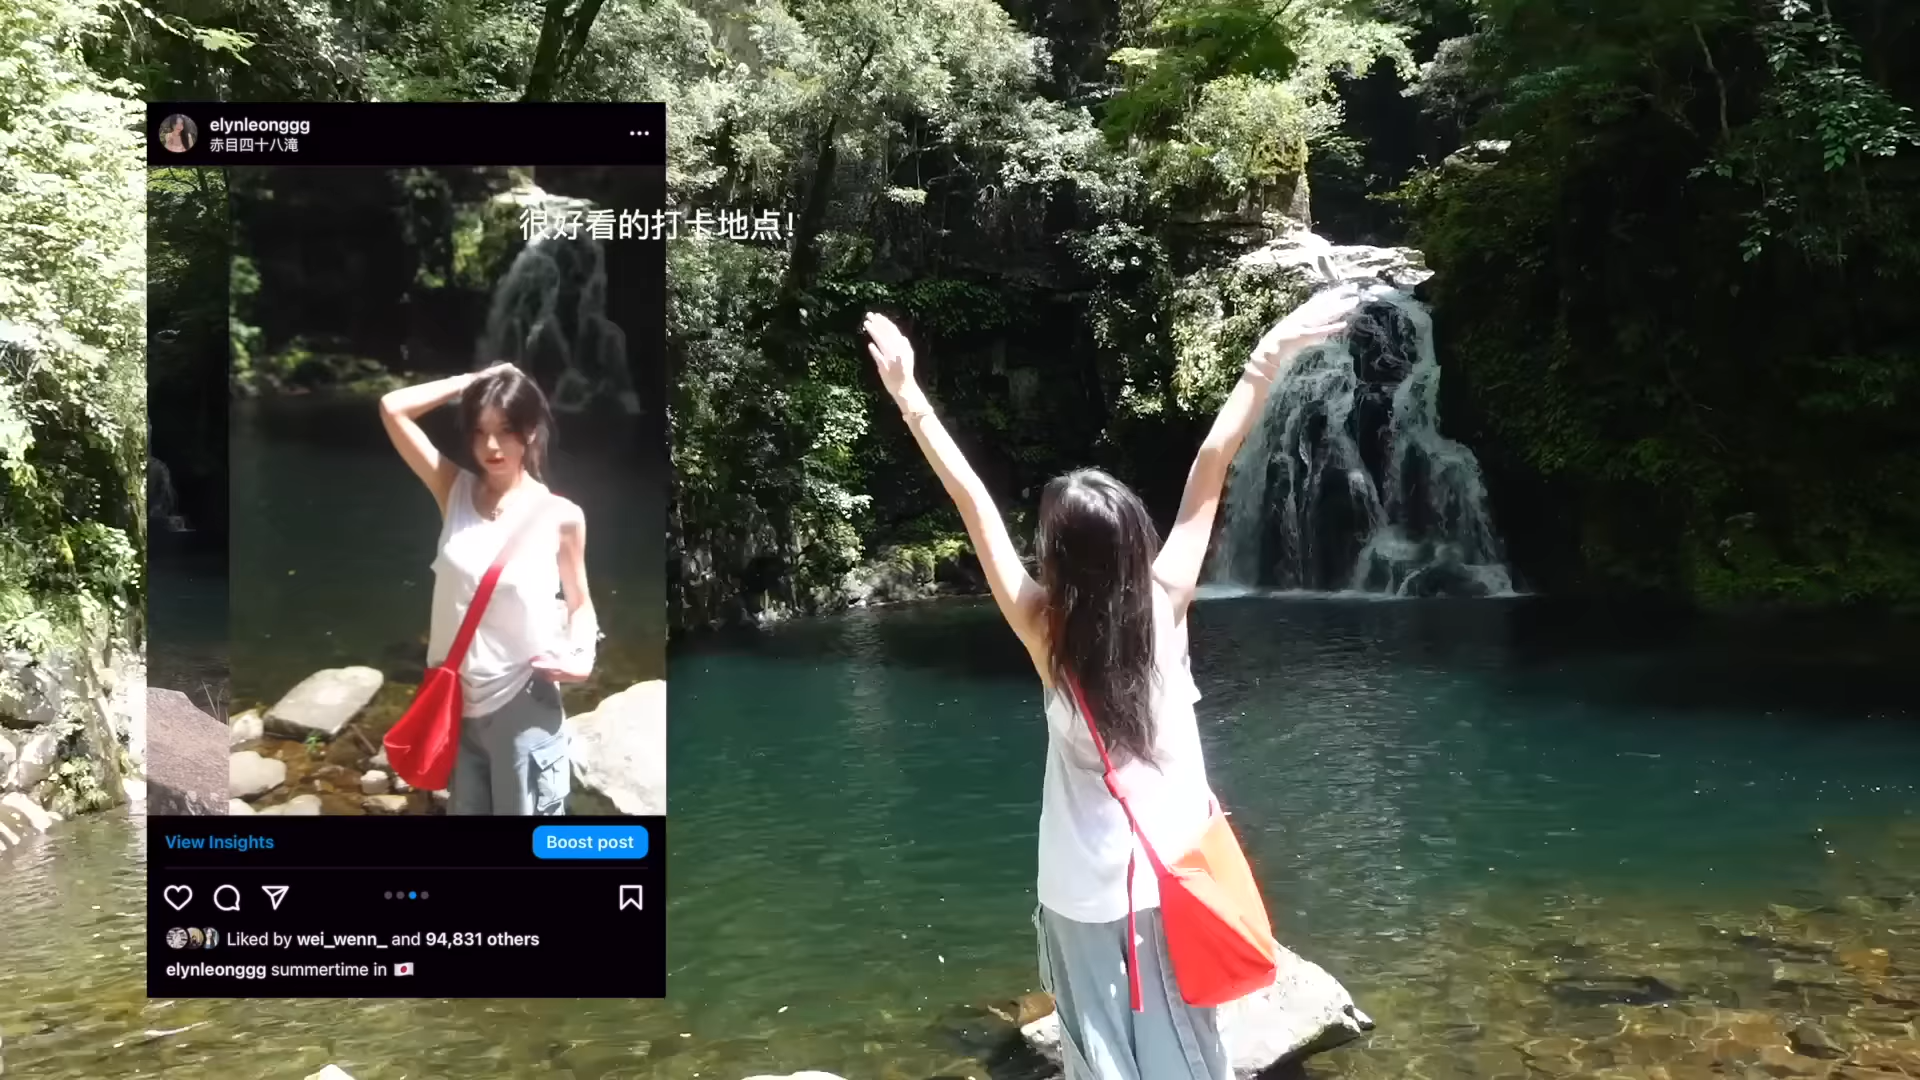 elynleonggg
赤目四十八滝
很好看的打卡地点！
View Insights
Boost post
Liked by wei_wenn_ and 94,831 others
elynleonggg summertime in 🇯🇵